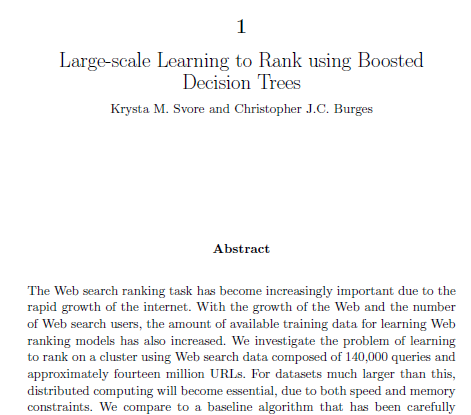 1
Large-scale Learning to Rank using Boosted
Decision Trees
Krysta M. Svore and Christopher J.C. Burges
Abstract
The Web search ranking task has become increasingly important due to the
rapid growth of the internet. With the growth of the Web and the number
of Web search users, the amount of available training data for learning Web
ranking models has also increased. We investigate the problem of learning
to rank on a cluster using Web search data composed of 140,000 queries and
approximately fourteen million URLs. For datasets much larger than this,
distributed computing will become essential, due to both speed and memory
constraints. We compare to a baseline algorithm that has been carefully